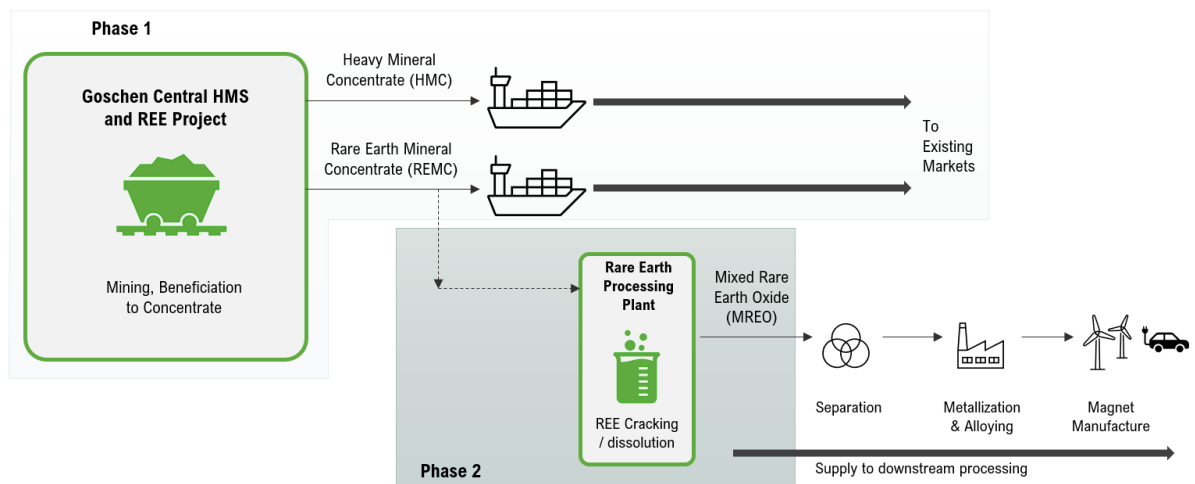 Phase 1
Goschen Central HMS
and REE Project
Mining, Beneficiation
to Concentrate
Heavy Mineral
Concentrate (HMC)
Rare Earth Mineral
Concentrate (REMC)
To
Existing
Markets
Phase 2
Rare Earth
Processing
Plant
REE Cracking
/ dissolution
Mixed Rare
Earth Oxide
(MREO)
Separation
Metallization
& Alloying
Magnet
Manufacture
Supply to downstream processing